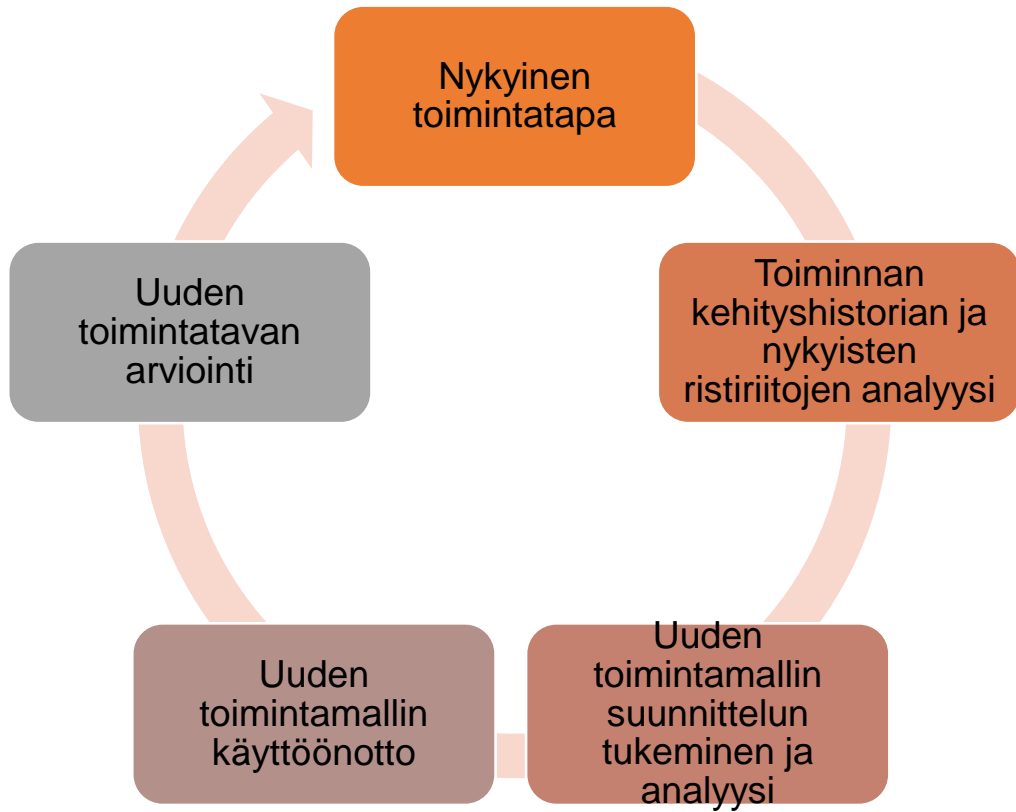 Nykyinen
toimintatapa
Toiminnan
kehityshistorian ja
nykyisten
ristiriitojen analyysi
Uuden
toimintamallin
suunnittelun
tukeminen ja
analyysi
Uuden
toimintamallin
käyttöönotto
Uuden
toimintatavan
arviointi